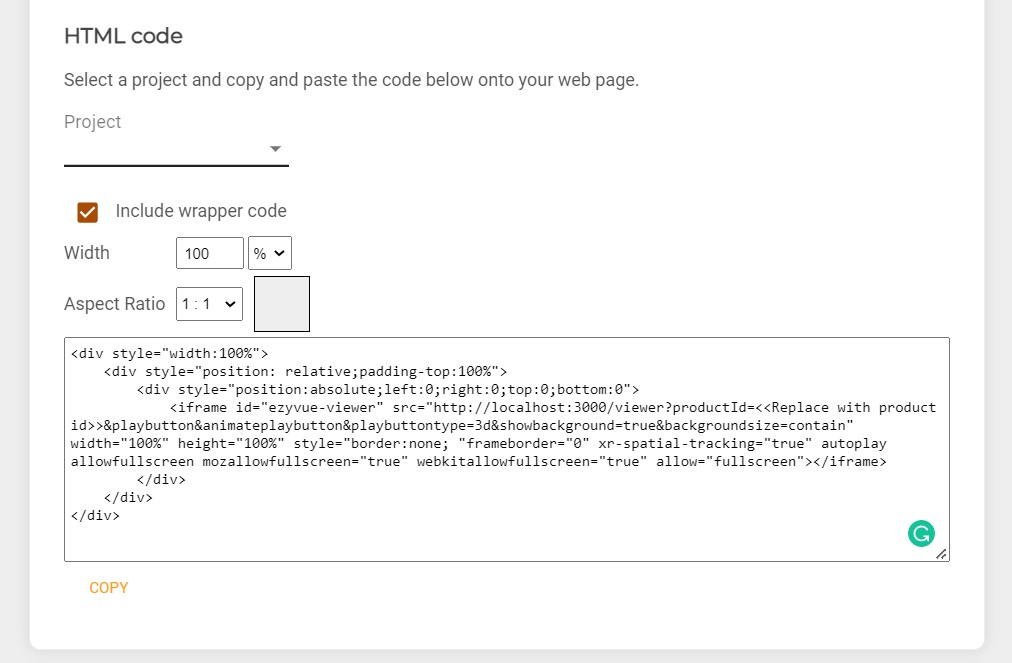 HTML code
Select a project and copy and paste the code below onto your web page.
Project
Include wrapper code
Width 100 %
Aspect Ratio 1 : 1
<div style="width:100%">
    <div style="position: relative;padding-top:100%">
        <div style="position:absolute;left:0;right:0;top:0;bottom:0">
            <iframe id="ezyvue-viewer" src="http://localhost:3000/viewer?productId=<<Replace with product
id>>&playbutton&animateplaybutton&playbuttontype=3d&showbackground=true&backgroundsize=contain"
width="100%" height="100%" style="border:none; "frameborder="0" xr-spatial-tracking="true" autoplay
allowfullscreen mozallowfullscreen="true" webkitallowfullscreen="true" allow="fullscreen"></iframe>
        </div>
    </div>
</div>
COPY